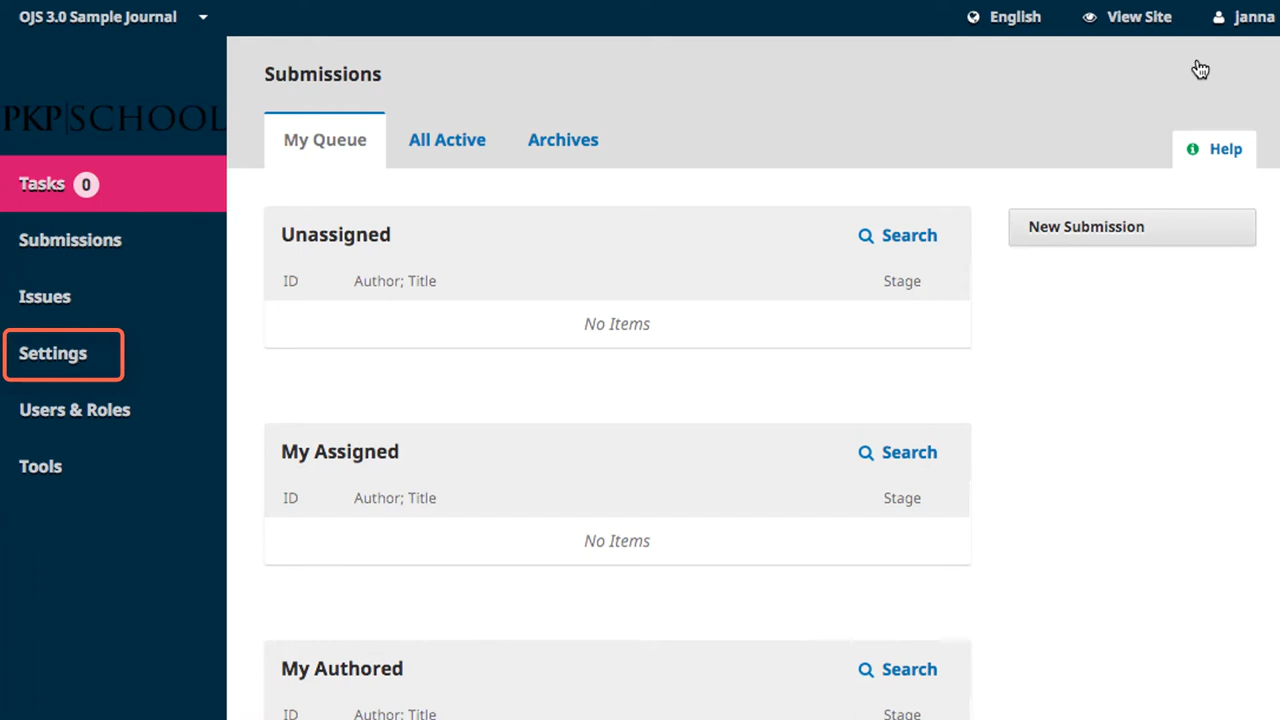 OJS 3.0 Sample Journal
English
View Site
Janna
PKP|SCHOOL
Tasks 0
Submissions
Issues
Settings
Users & Roles
Tools
Submissions
My Queue
All Active
Archives
Help
Unassigned
Search
ID Author; Title Stage
No Items
New Submission
My Assigned
Search
ID Author; Title Stage
No Items
My Authored
Search
ID Author; Title Stage